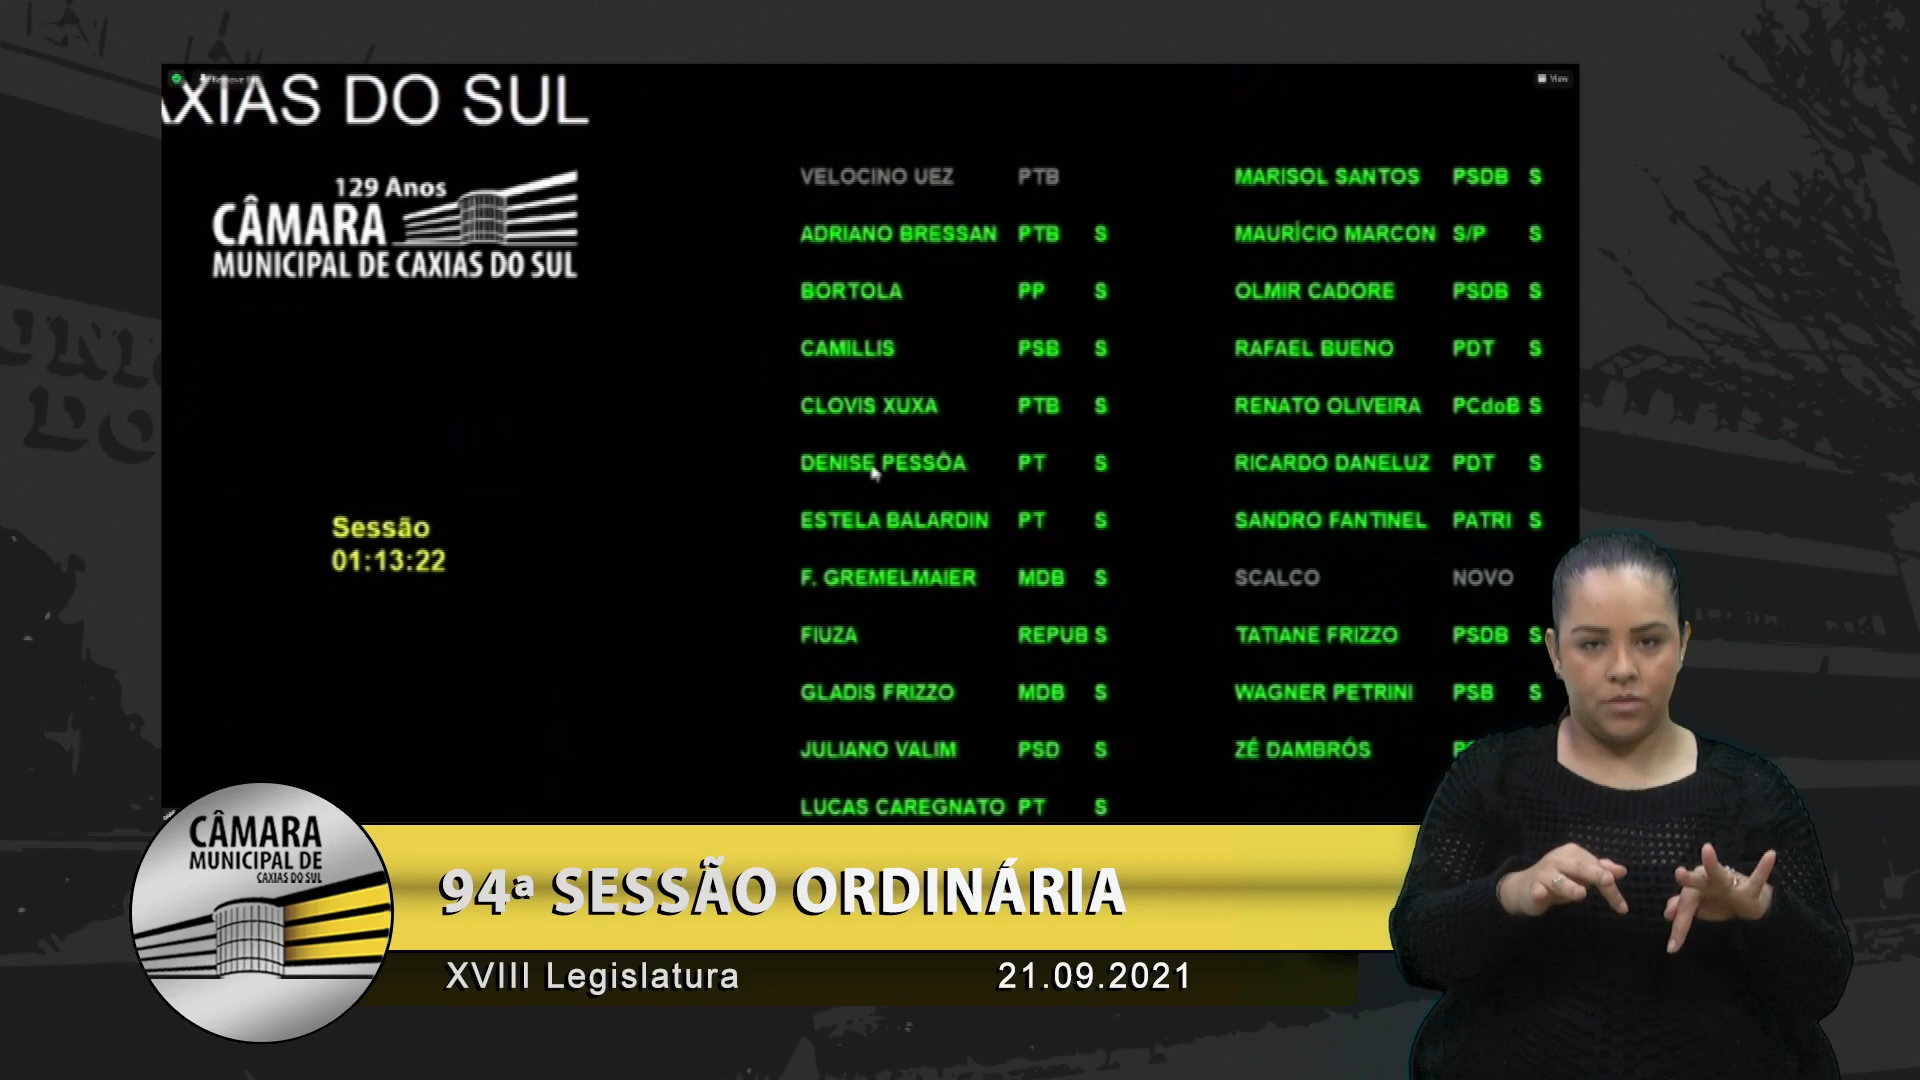 AXIAS DO SUL
View
129 Anos
CÂMARA
MUNICIPAL DE CAXIAS DO SUL
Sessão
01:13:22
VELOCINO UEZ PTB
ADRIANO BRESSAN PTB S
BORTOLA PP S
CAMILLIS PSB S
CLOVIS XUXA PTB S
DENISE PESSÔA PT S
ESTELA BALARDIN PT S
F. GREMELMAIER MDB S
FIUZA REPUB S
GLADIS FRIZZO MDB S
JULIANO VALIM PSD S
LUCAS CAREGNATO PT S
MARISOL SANTOS PSDB S
MAURÍCIO MARCON S/P S
OLMIR CADORE PSDB S
RAFAEL BUENO PDT S
RENATO OLIVEIRA PCdoB S
RICARDO DANELUZ PDT S
SANDRO FANTINEL PATRI S
SCALCO NOVO
TATIANE FRIZZO PSDB S
WAGNER PETRINI PSB S
ZÉ DAMBRÓS
CÂMARA
MUNICIPAL DE
CAXIAS DO SUL
94ª SESSÃO ORDINÁRIA
XVIII Legislatura 21.09.2021